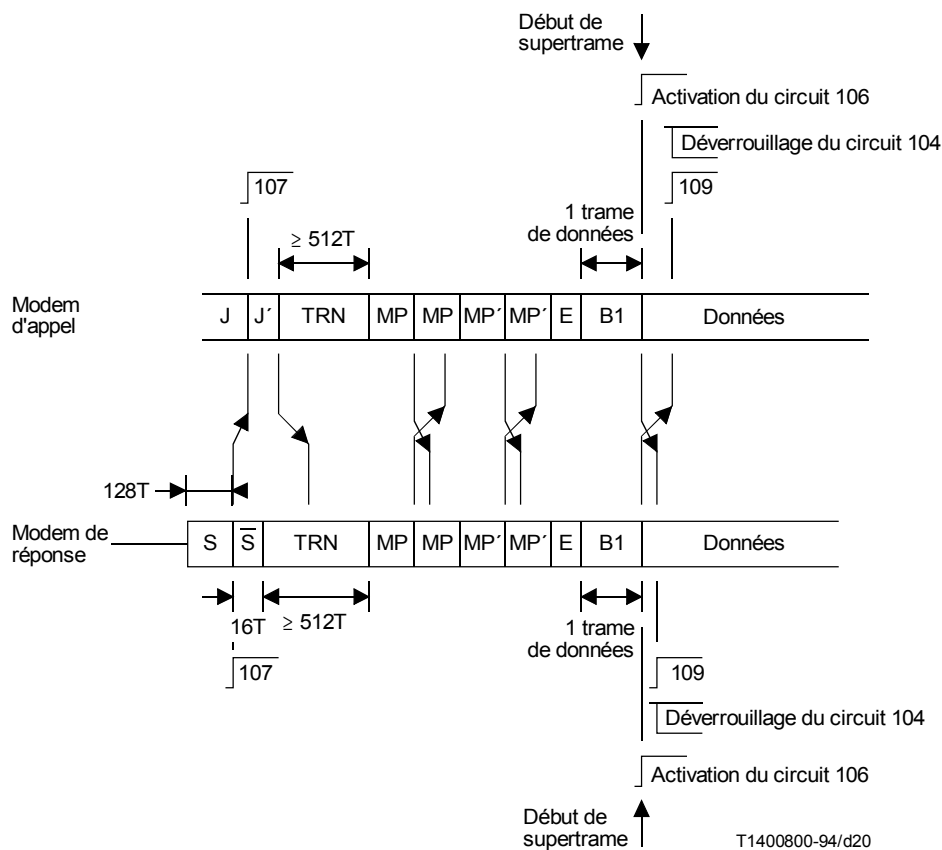 Début de
supertrame
Activation du circuit 106
Déverrouillage du circuit 104
107
109
1 trame
de données
≥ 512T
Modem
d'appel
J J´ TRN MP MP MP´ MP´ E B1 Données
128T
Modem de
réponse
S S̅ TRN MP MP MP´ MP´ E B1 Données
16T ≥ 512T
1 trame
de données
107
109
Déverrouillage du circuit 104
Activation du circuit 106
Début de
supertrame
T1400800-94/d20